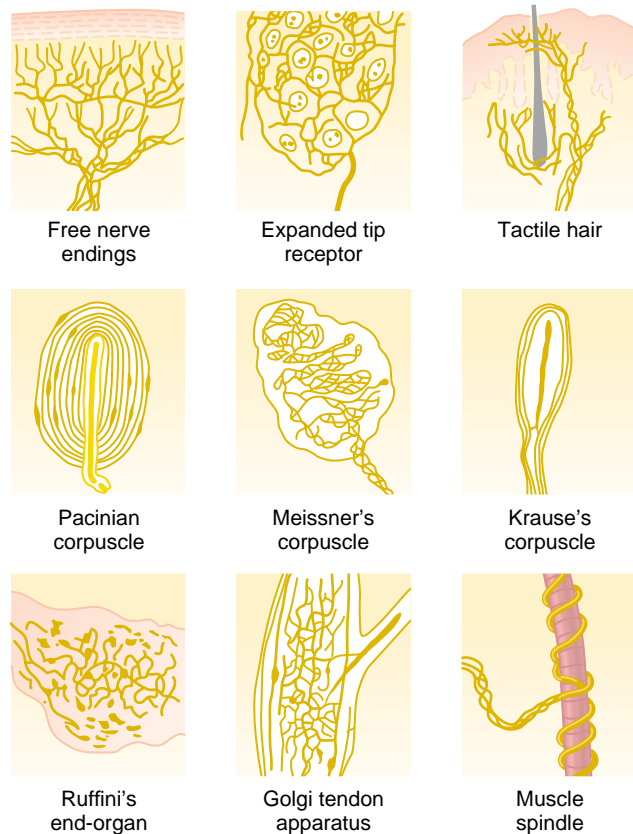 Free nerve
endings
Expanded tip
receptor
Tactile hair
Pacinian
corpuscle
Meissner's
corpuscle
Krause's
corpuscle
Ruffini's
end-organ
Golgi tendon
apparatus
Muscle
spindle